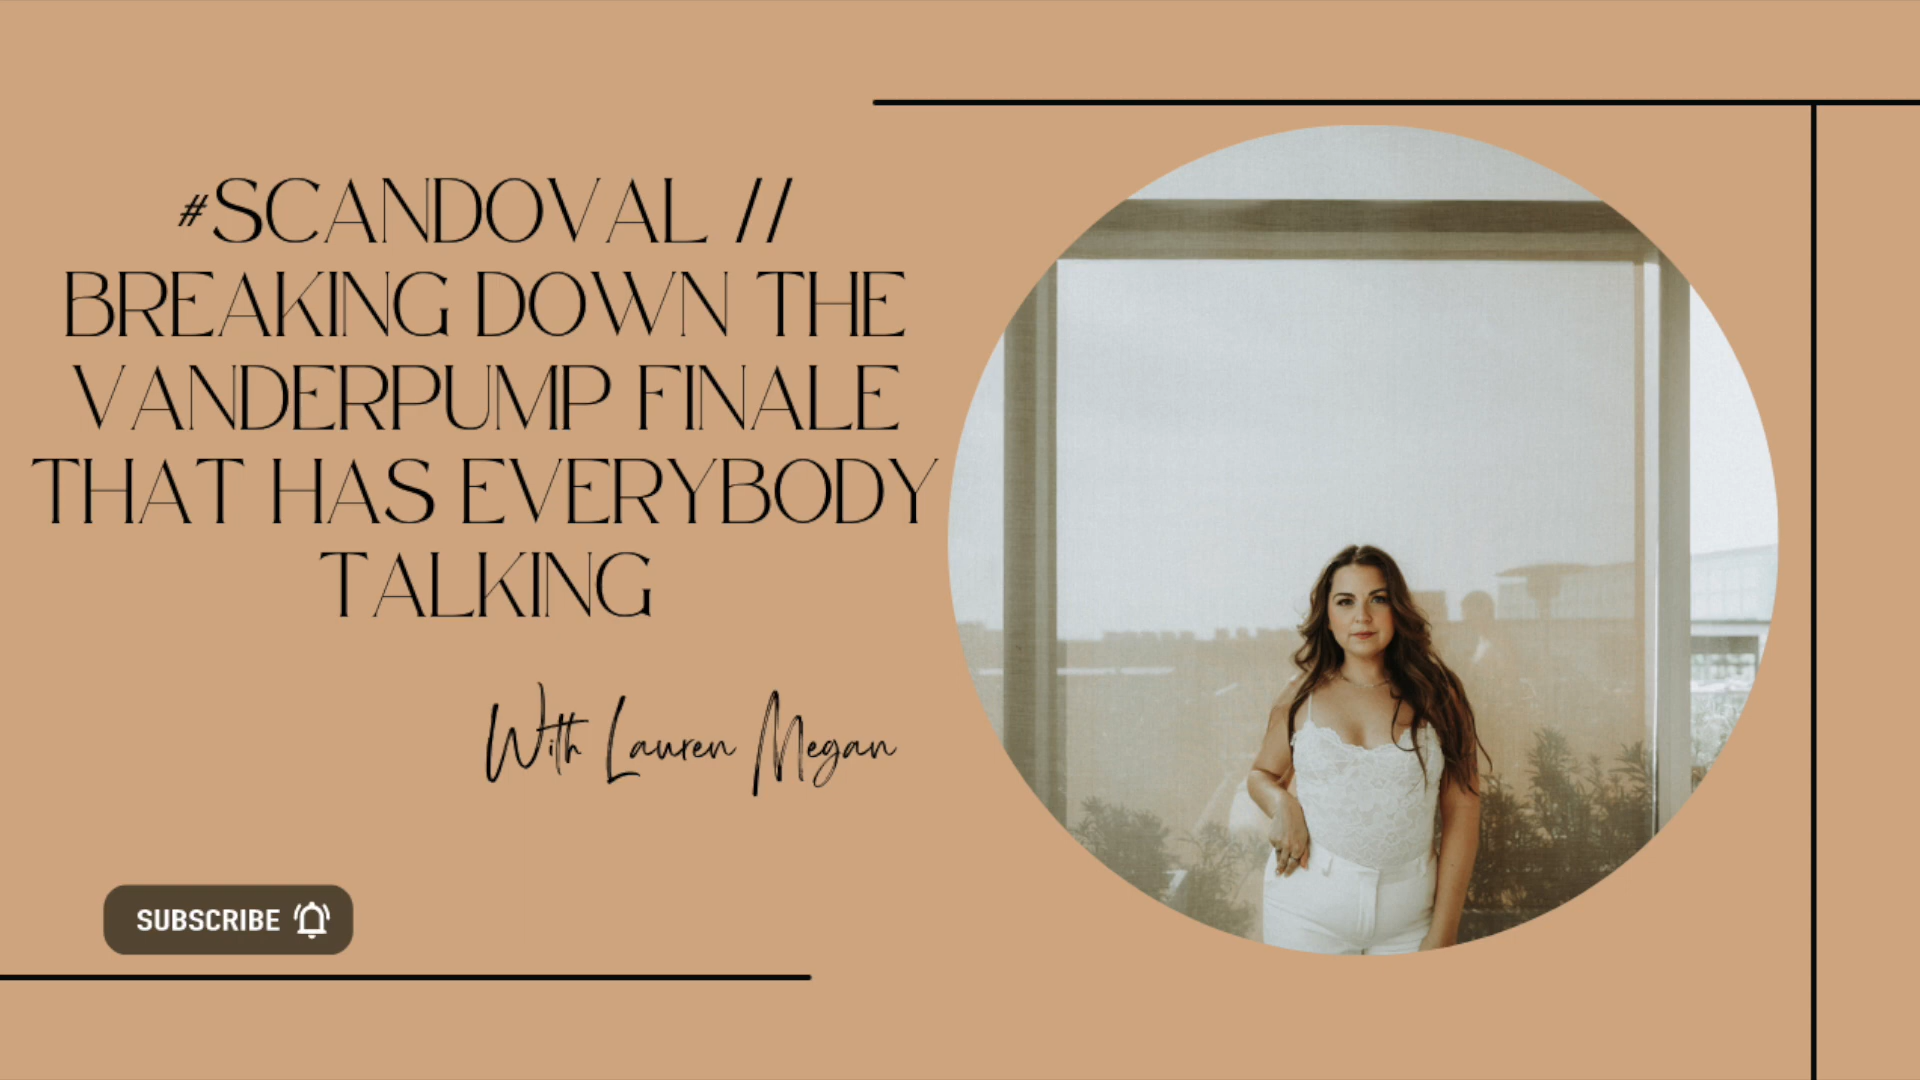 #SCANDOVAL //
BREAKING DOWN THE
VANDERPUMP FINALE
THAT HAS EVERYBODY
TALKING
With Lauren Megan
SUBSCRIBE